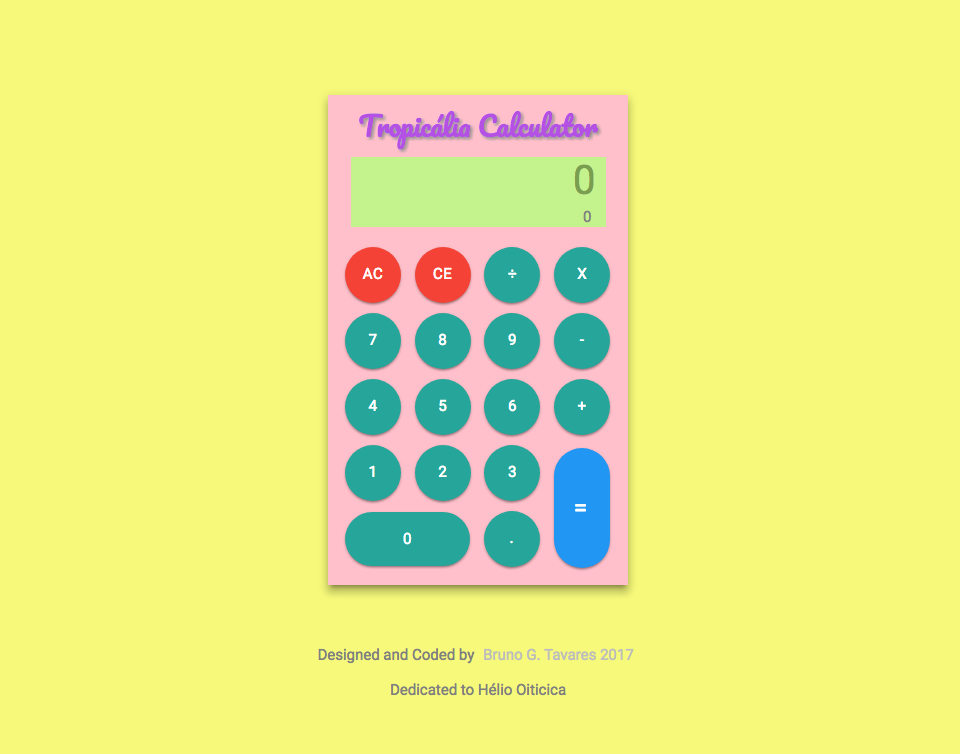 Tropicália Calculator
0
0
AC CE ÷ X
7 8 9 -
4 5 6 +
1 2 3
=
0 .
Designed and Coded by Bruno G. Tavares 2017
Dedicated to Hélio Oiticica